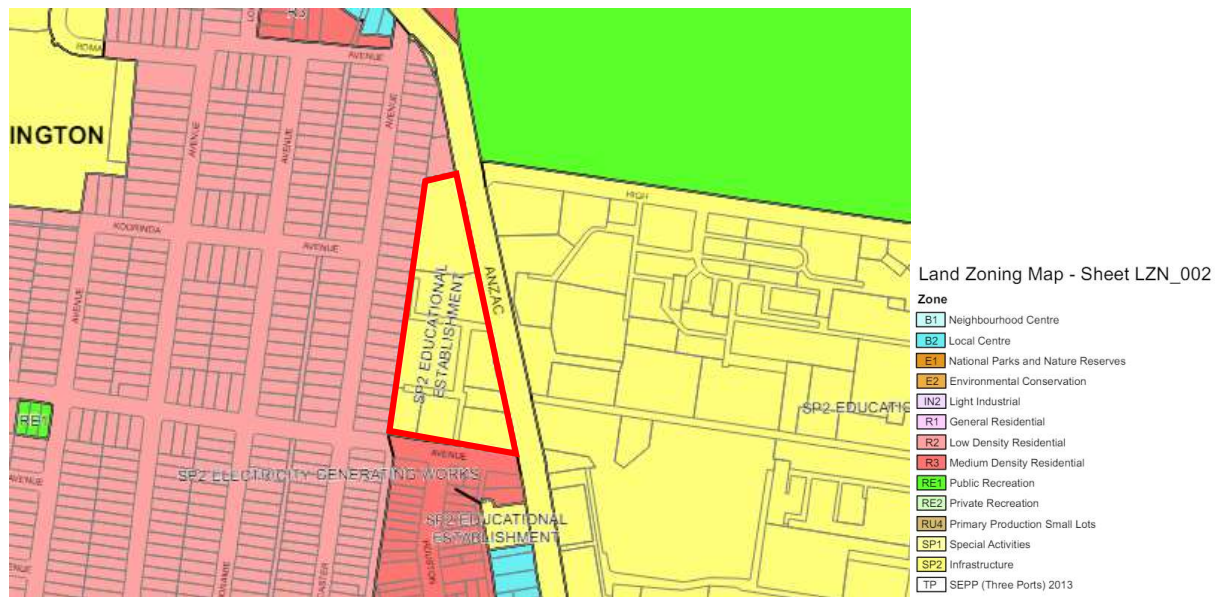 R3
ROMA
AVENUE
INGTON
AVENUE
AVENUE
AVENUE
HIGH
KOORINDA
AVENUE
ANZAC
SP2 EDUCATIONAL
ESTABLISHMENT
AVENUE
SP2 EDUCATIO
RE1
AVENUE
AVENUE
SP2 ELECTRICITY GENERATING WORKS
SP2 EDUCATIONAL
ESTABLISHMENT
HOUSTON
Land Zoning Map - Sheet LZN_002
Zone
B1 Neighbourhood Centre
B2 Local Centre
E1 National Parks and Nature Reserves
E2 Environmental Conservation
IN2 Light Industrial
R1 General Residential
R2 Low Density Residential
R3 Medium Density Residential
RE1 Public Recreation
RE2 Private Recreation
RU4 Primary Production Small Lots
SP1 Special Activities
SP2 Infrastructure
TP SEPP (Three Ports) 2013